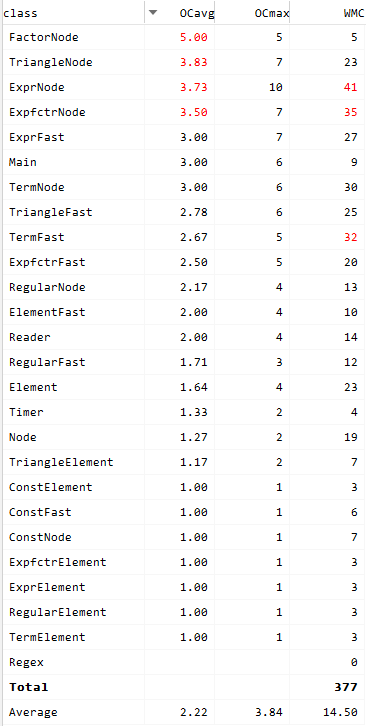 class OCavg OCmax WMC
FactorNode 5.00 5 5
TriangleNode 3.83 7 23
ExprNode 3.73 10 41
ExpfctrNode 3.50 7 35
ExprFast 3.00 7 27
Main 3.00 6 9
TermNode 3.00 6 30
TriangleFast 2.78 6 25
TermFast 2.67 5 32
ExpfctrFast 2.50 5 20
RegularNode 2.17 4 13
ElementFast 2.00 4 10
Reader 2.00 4 14
RegularFast 1.71 3 12
Element 1.64 4 23
Timer 1.33 2 4
Node 1.27 2 19
TriangleElement 1.17 2 7
ConstElement 1.00 1 3
ConstFast 1.00 1 6
ConstNode 1.00 1 7
ExpfctrElement 1.00 1 3
ExprElement 1.00 1 3
RegularElement 1.00 1 3
TermElement 1.00 1 3
Regex 0
Total 377
Average 2.22 3.84 14.50